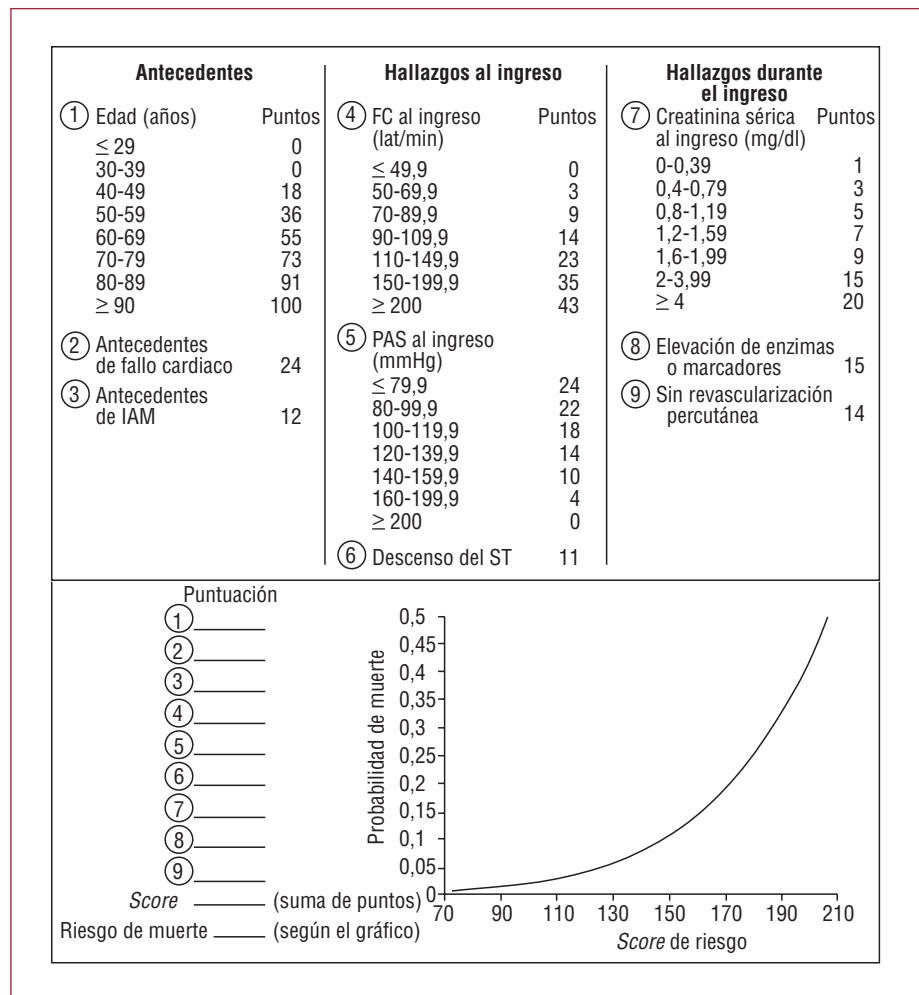 Antecedentes
① Edad (años) Puntos
≤ 29 0
30-39 0
40-49 18
50-59 36
60-69 55
70-79 73
80-89 91
≥ 90 100
② Antecedentes
de fallo cardiaco 24
③ Antecedentes
de IAM 12
Hallazgos al ingreso
④ FC al ingreso Puntos
(lat/min)
≤ 49,9 0
50-69,9 3
70-89,9 9
90-109,9 14
110-149,9 23
150-199,9 35
≥ 200 43
⑤ PAS al ingreso
(mmHg)
≤ 79,9 24
80-99,9 22
100-119,9 18
120-139,9 14
140-159,9 10
160-199,9 4
≥ 200 0
⑥ Descenso del ST 11
Hallazgos durante
el ingreso
⑦ Creatinina sérica Puntos
al ingreso (mg/dl)
0-0,39 1
0,4-0,79 3
0,8-1,19 5
1,2-1,59 7
1,6-1,99 9
2-3,99 15
≥ 4 20
⑧ Elevación de enzimas
o marcadores 15
⑨ Sin revascularización
percutánea 14
Puntuación
①
②
③
④
⑤
⑥
⑦
⑧
⑨
Score (suma de puntos)
Riesgo de muerte (según el gráfico)
Probabilidad de muerte
0,5
0,45
0,4
0,35
0,3
0,25
0,2
0,15
0,1
0,05
0
70 90 110 130 150 170 190 210
Score de riesgo